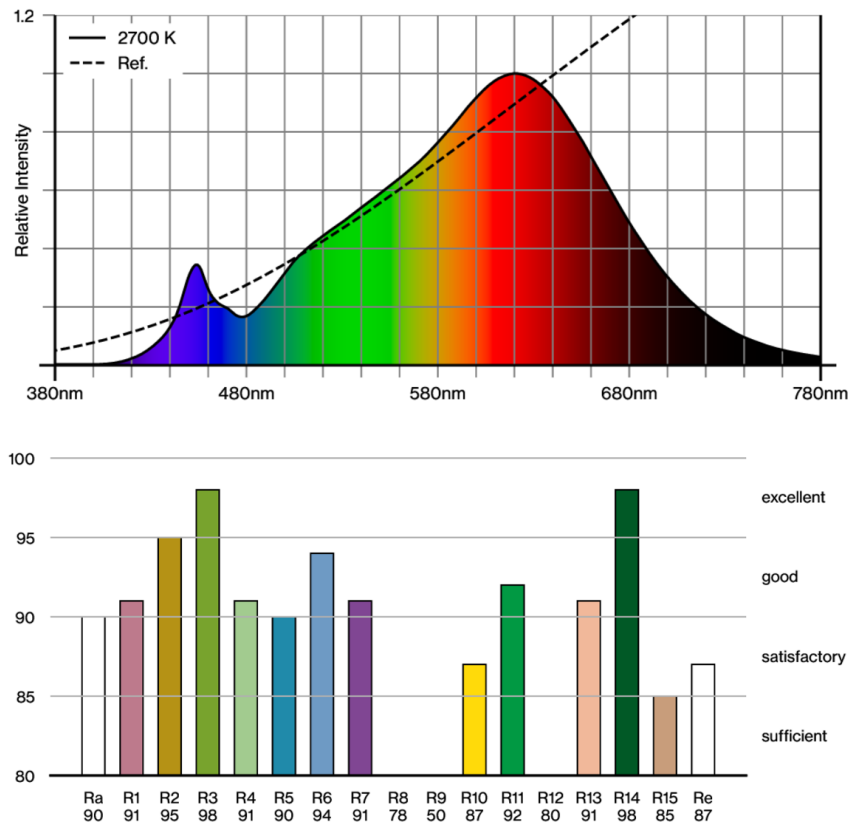 1.2
2700 K
Ref.
Relative Intensity
380nm 480nm 580nm 680nm 780nm
100
excellent
95
good
90
satisfactory
85
sufficient
80
Ra R1 R2 R3 R4 R5 R6 R7 R8 R9 R10 R11 R12 R13 R14 R15 Re
90 91 95 98 91 90 94 91 78 50 87 92 80 91 98 85 87